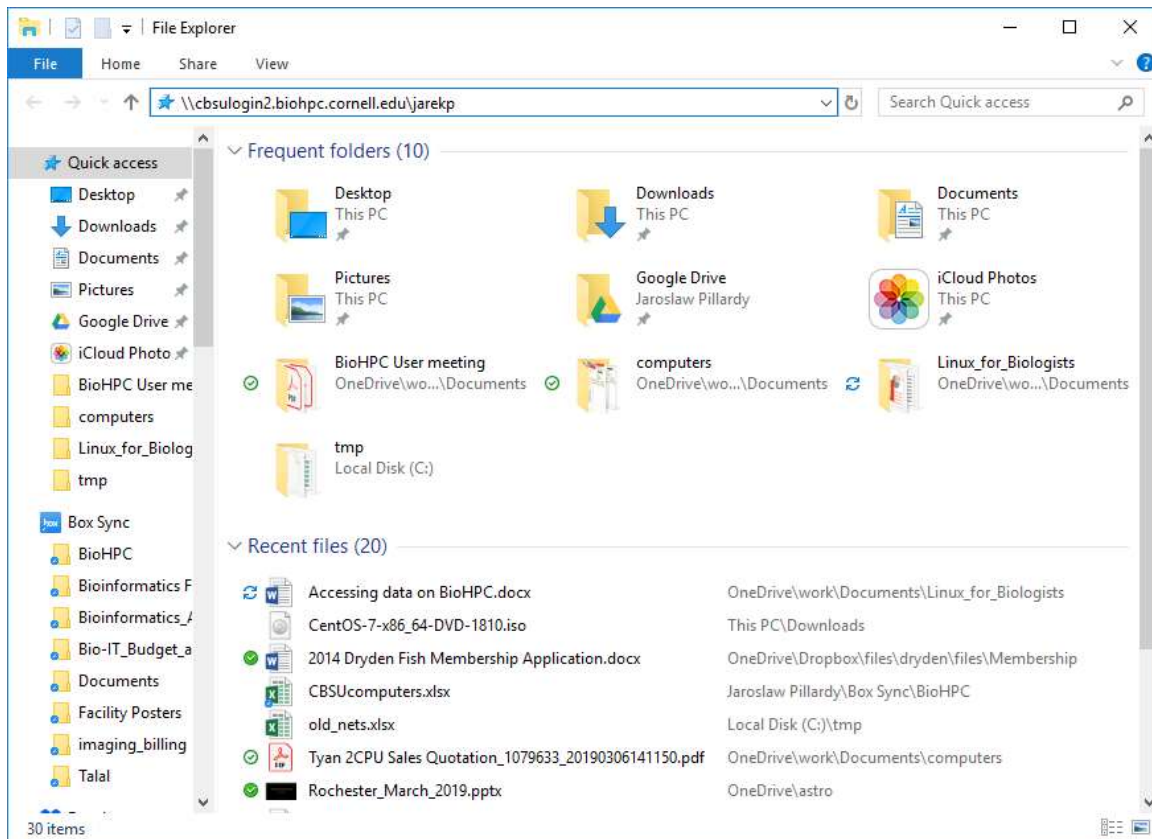 File Explorer
File Home Share View
\\cbsulogin2.biohpc.cornell.edu\jarekp
Search Quick access
Quick access
Desktop
Downloads
Documents
Pictures
Google Drive
iCloud Photo
BioHPC User me
computers
Linux_for_Biolog
tmp
Box Sync
BioHPC
Bioinformatics F
Bioinformatics_A
Bio-IT_Budget_a
Documents
Facility Posters
imaging_billing
Talal
Frequent folders (10)
Desktop
This PC
Downloads
This PC
Documents
This PC
Pictures
This PC
Google Drive
Jaroslaw Pillardy
iCloud Photos
This PC
BioHPC User meeting
OneDrive\wo...\Documents
computers
OneDrive\wo...\Documents
Linux_for_Biologists
OneDrive\wo...\Documents
tmp
Local Disk (C:)
Recent files (20)
Accessing data on BioHPC.docx OneDrive\work\Documents\Linux_for_Biologists
CentOS-7-x86_64-DVD-1810.iso This PC\Downloads
2014 Dryden Fish Membership Application.docx OneDrive\Dropbox\files\dryden\files\Membership
CBSUcomputers.xlsx Jaroslaw Pillardy\Box Sync\BioHPC
old_nets.xlsx Local Disk (C:)\tmp
Tyan 2CPU Sales Quotation_1079633_20190306141150.pdf OneDrive\work\Documents\computers
Rochester_March_2019.pptx OneDrive\astro
30 items